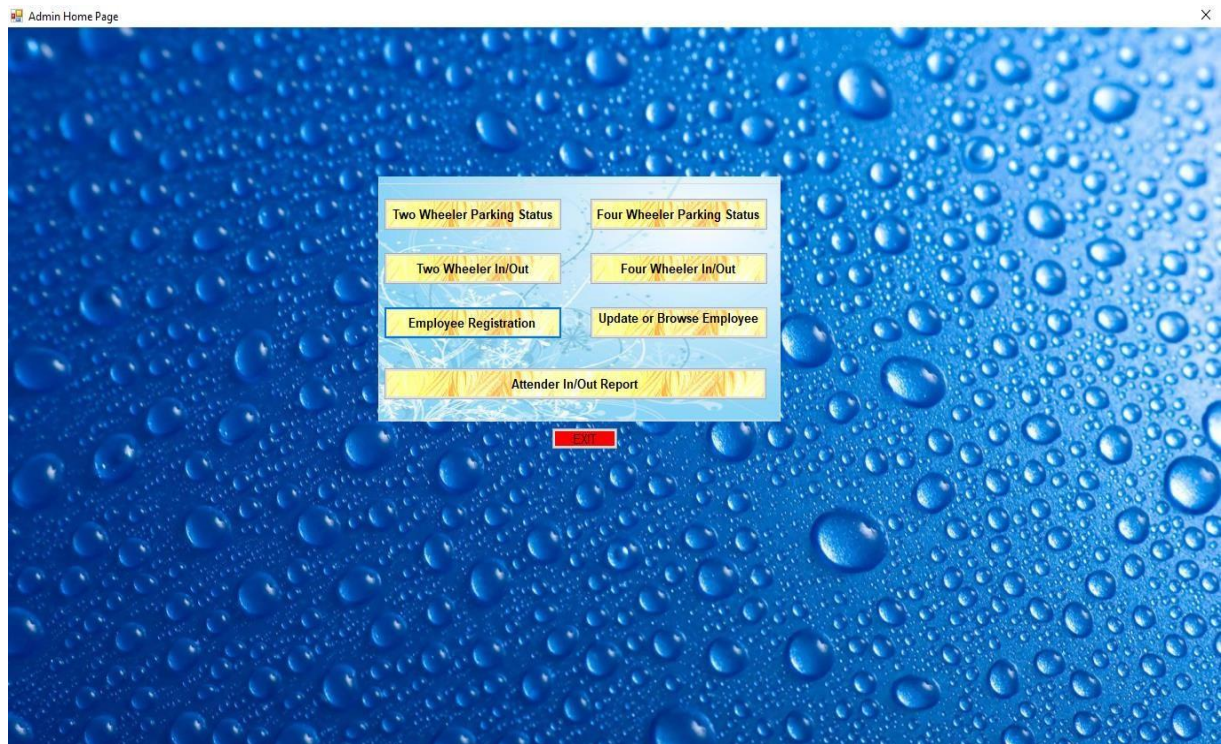 Admin Home Page
Two Wheeler Parking Status
Four Wheeler Parking Status
Two Wheeler In/Out
Four Wheeler In/Out
Employee Registration
Update or Browse Employee
Attender In/Out Report
EXIT